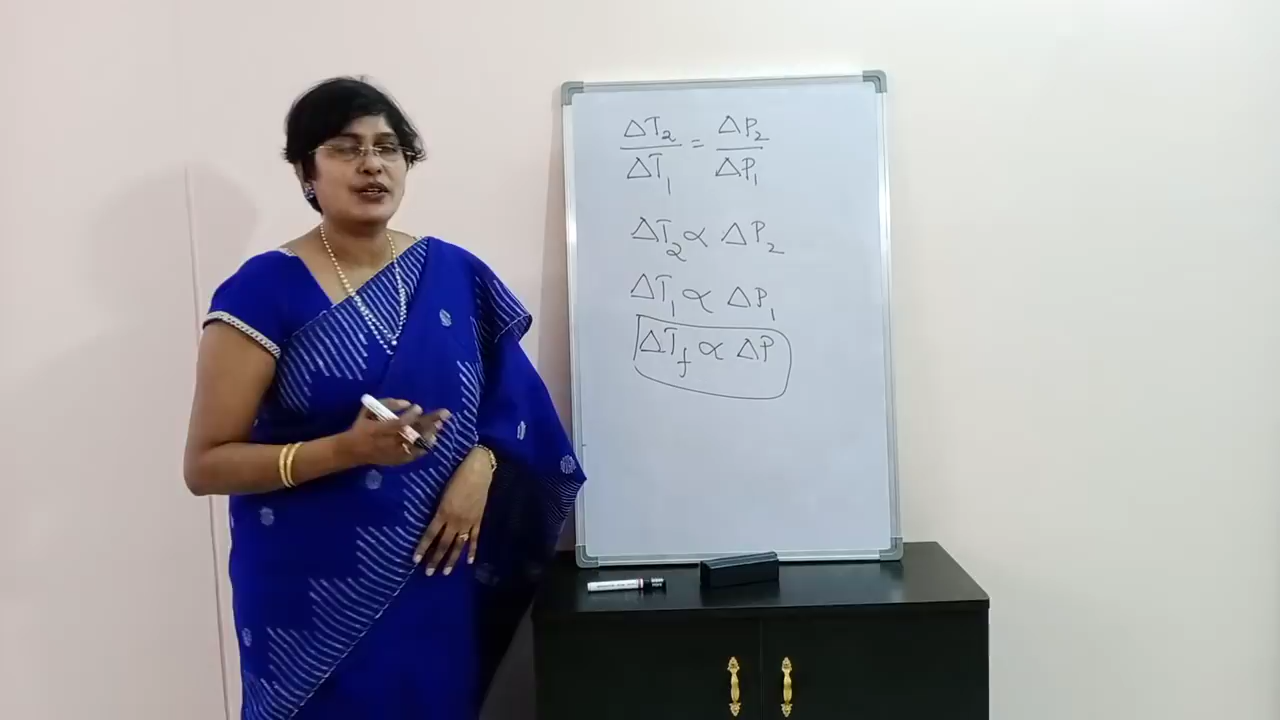 ΔT₂/ΔT₁ = ΔP₂/ΔP₁
ΔT₂ ∝ ΔP₂
ΔT₁ ∝ ΔP₁
ΔT_f ∝ ΔP